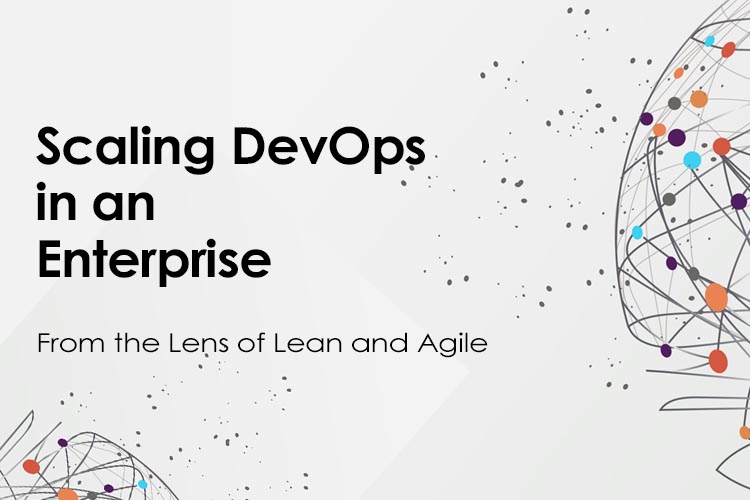 Scaling DevOps
in an
Enterprise
From the Lens of Lean and Agile